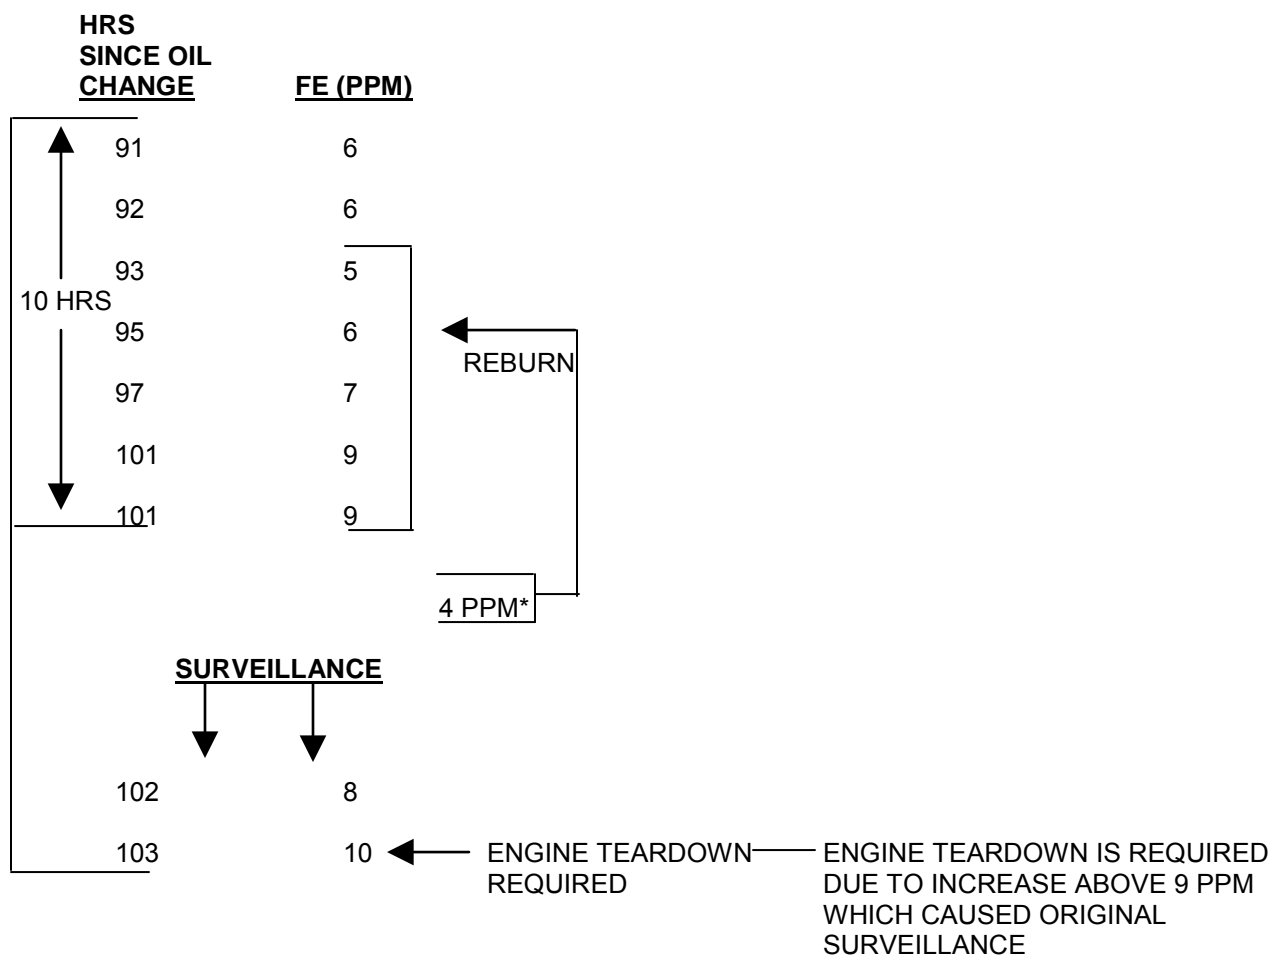 HRS
SINCE OIL
CHANGE FE (PPM)
91 6
92 6
93 5
10 HRS
95 6
REBURN
97 7
101 9
101 9
4 PPM*
SURVEILLANCE
102 8
103 10 ENGINE TEARDOWN ENGINE TEARDOWN IS REQUIRED
REQUIRED DUE TO INCREASE ABOVE 9 PPM
WHICH CAUSED ORIGINAL
SURVEILLANCE